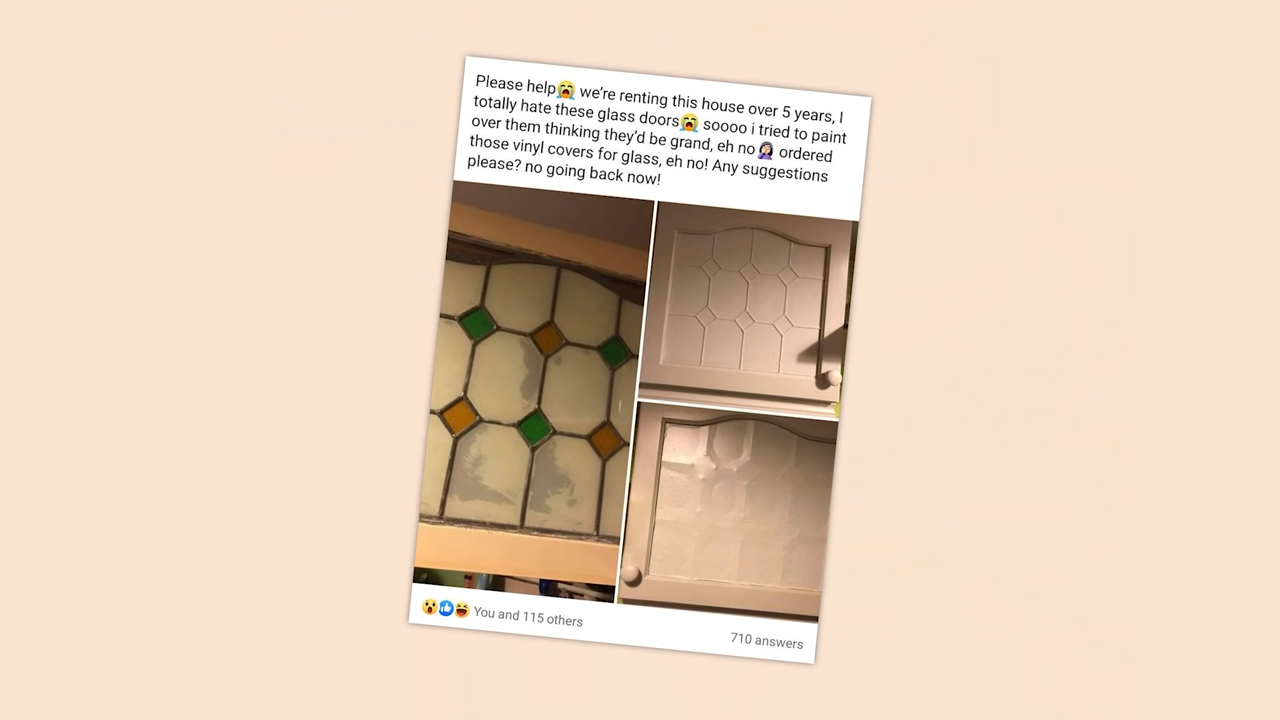 Please help😭 we're renting this house over 5 years, I
totally hate these glass doors😭 soooo i tried to paint
over them thinking they'd be grand, eh no🤦🏻‍♀️ ordered
those vinyl covers for glass, eh no! Any suggestions
please? no going back now!
You and 115 others
710 answers